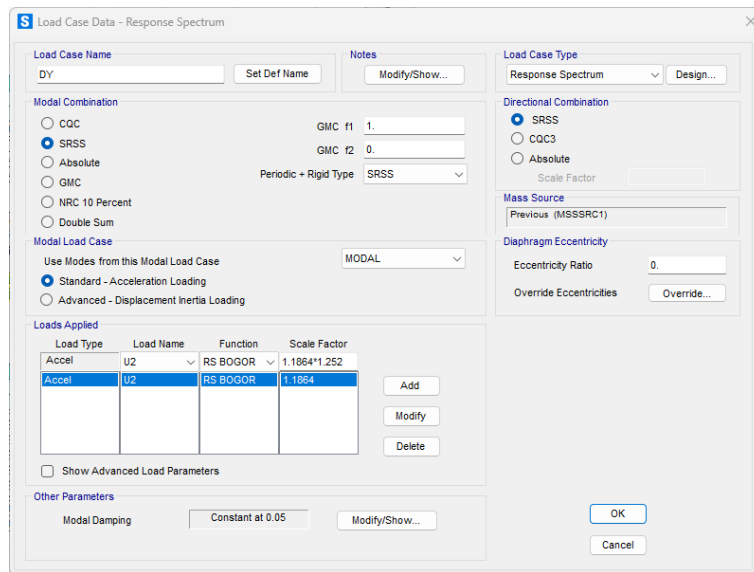 S Load Case Data - Response Spectrum
Load Case Name
DY
Set Def Name
Notes
Modify/Show...
Load Case Type
Response Spectrum
Design...
Modal Combination
CQC
SRSS
Absolute
GMC
NRC 10 Percent
Double Sum
GMC f1 1.
GMC f2 0.
Periodic + Rigid Type SRSS
Directional Combination
SRSS
CQC3
Absolute
Scale Factor
Mass Source
Previous (MSSSRC1)
Modal Load Case
Use Modes from this Modal Load Case MODAL
Standard - Acceleration Loading
Advanced - Displacement Inertia Loading
Diaphragm Eccentricity
Eccentricity Ratio 0.
Override Eccentricities Override...
Loads Applied
Load Type Load Name Function Scale Factor
Accel U2 RS BOGOR 1.1864*1.252
Accel U2 RS BOGOR 1.1864
Add
Modify
Delete
Show Advanced Load Parameters
Other Parameters
Modal Damping Constant at 0.05 Modify/Show...
OK
Cancel